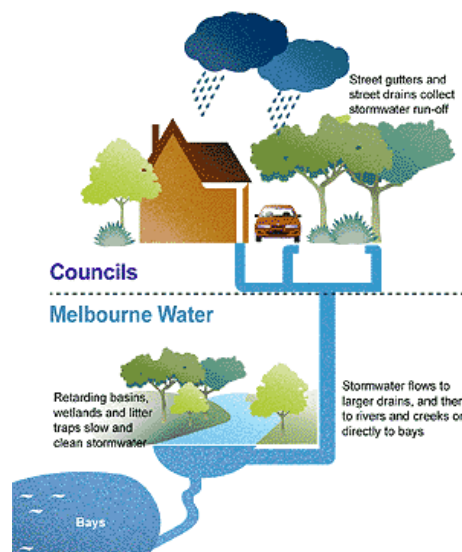 Street gutters and
street drains collect
stormwater run-off
Councils
Melbourne Water
Retarding basins,
wetlands and litter
traps slow and
clean stormwater
Stormwater flows to
larger drains, and then
to rivers and creeks or
directly to bays
Bays